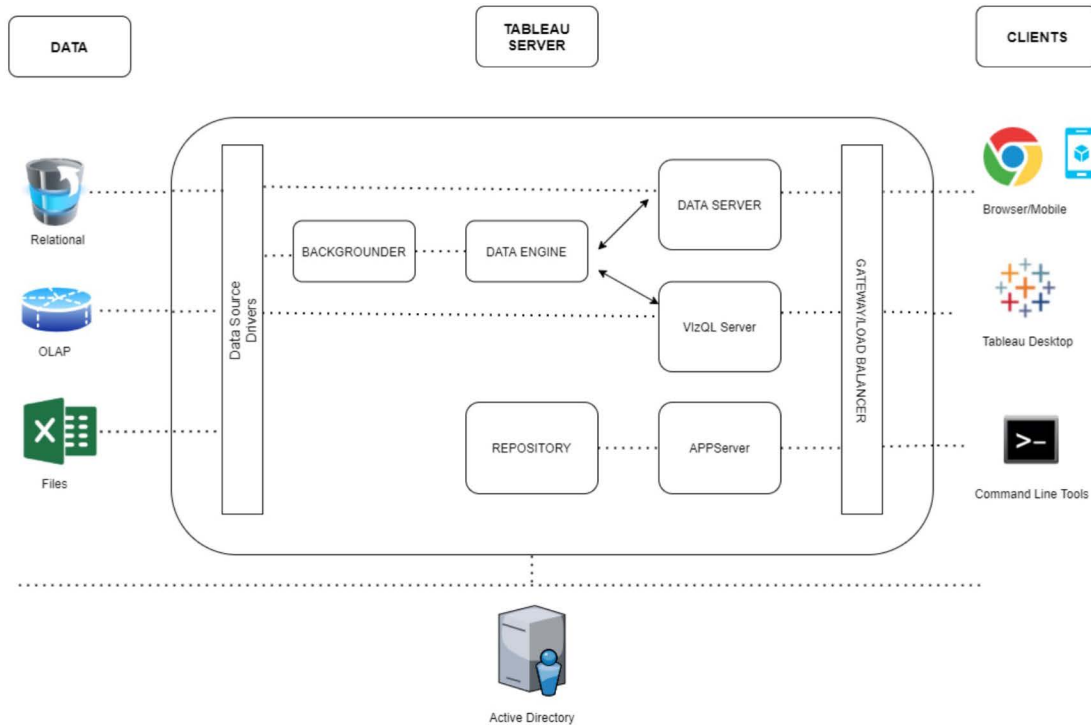 DATA
TABLEAU
SERVER
CLIENTS
Relational
OLAP
Files
Data Source
Drivers
BACKGROUNDER
DATA ENGINE
DATA SERVER
VIzQL Server
REPOSITORY
APPServer
GATEWAY/LOAD BALANCER
Browser/Mobile
Tableau Desktop
Command Line Tools
Active Directory